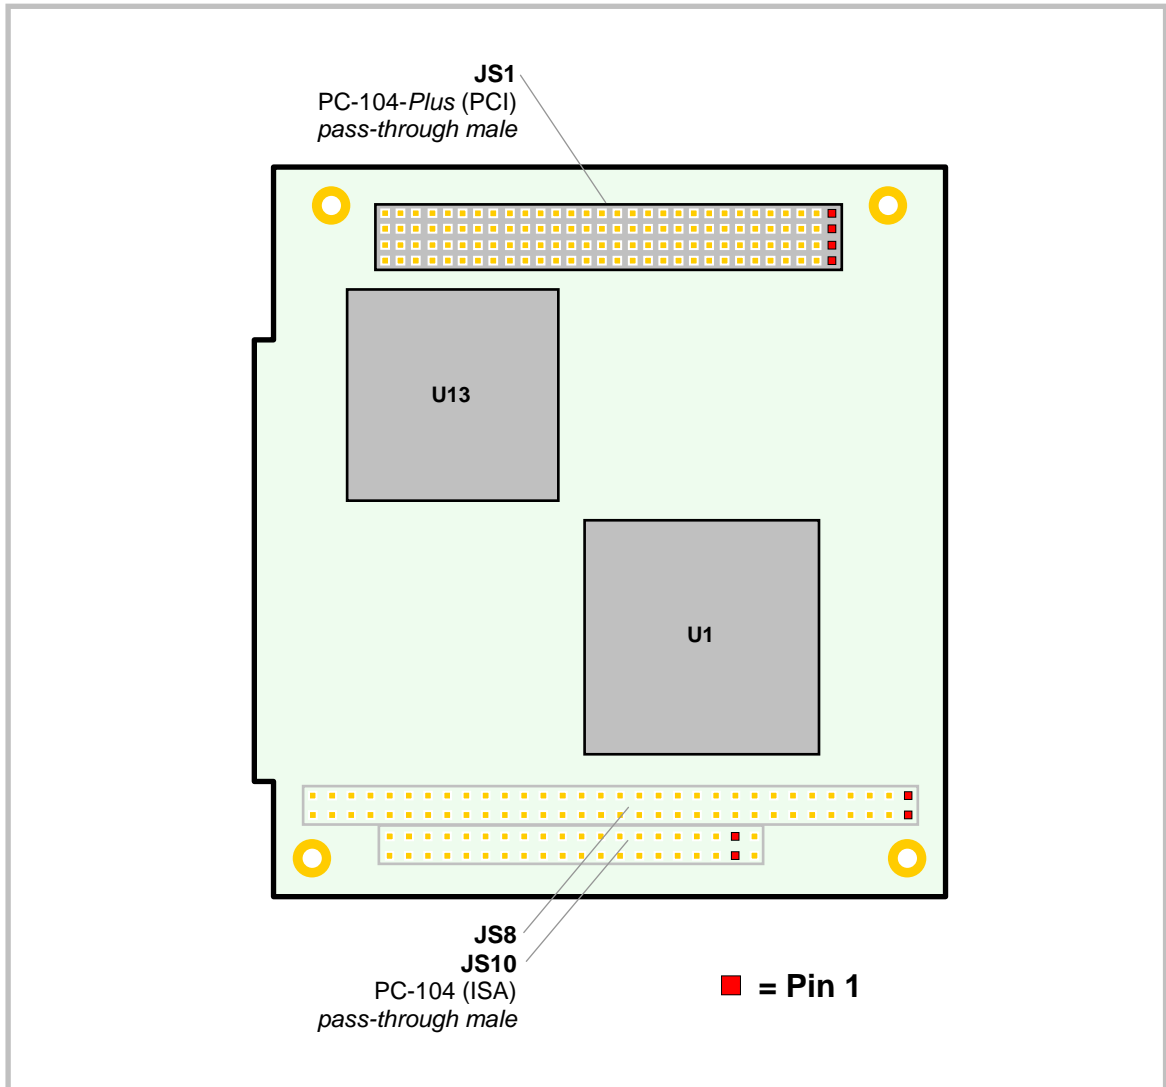 JS1
PC-104-Plus (PCI)
pass-through male
U13
U1
JS8
JS10
PC-104 (ISA)
pass-through male
= Pin 1